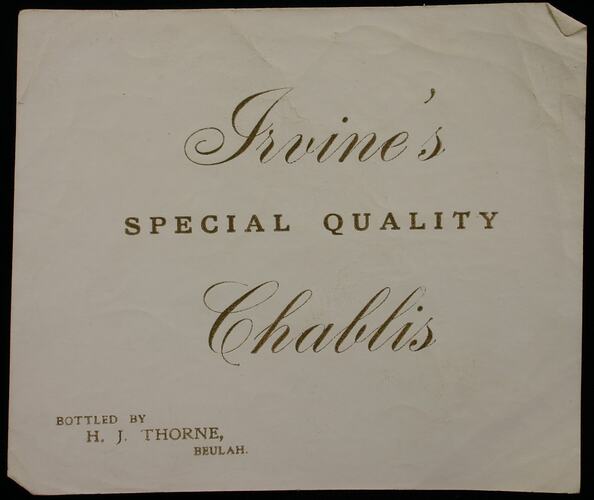 Irvine's
SPECIAL QUALITY
Chablis
BOTTLED BY
H. J. THORNE,
BEULAH.